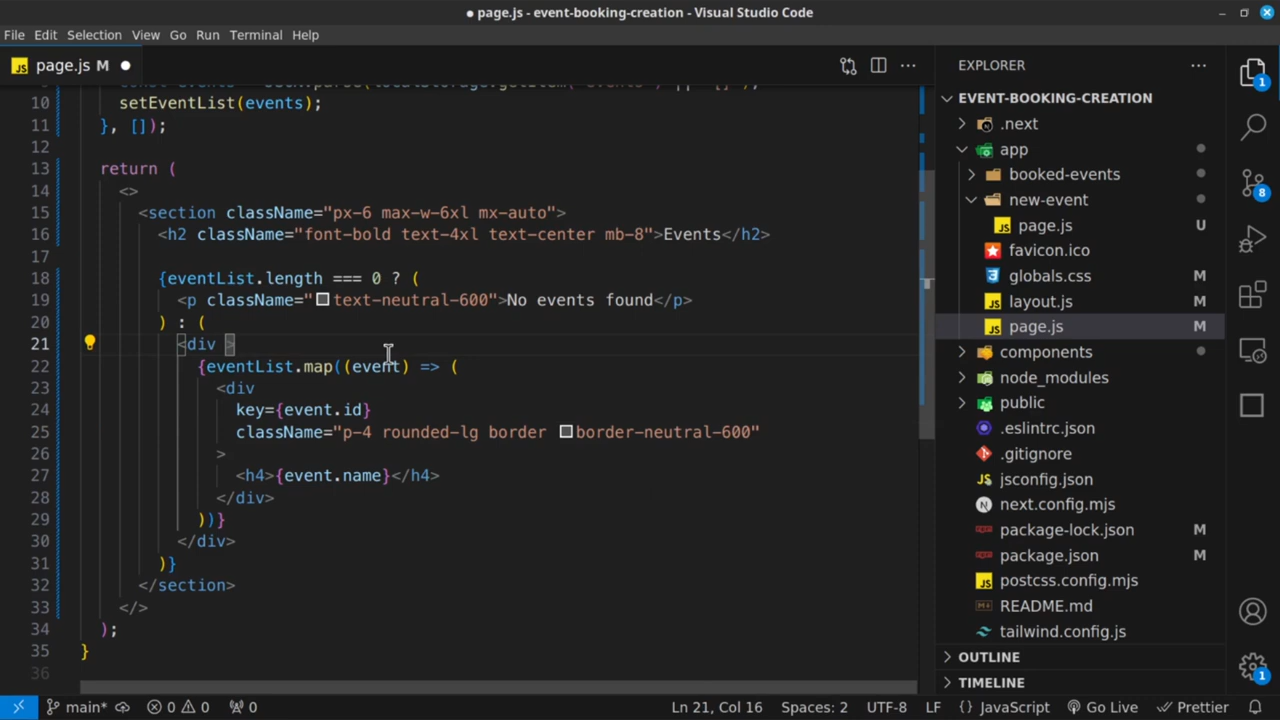 page.js - event-booking-creation - Visual Studio Code
File Edit Selection View Go Run Terminal Help
page.js M
10 setEventList(events);
11 }, []);
12
13 return (
14 <>
15 <section className="px-6 max-w-6xl mx-auto">
16 <h2 className="font-bold text-4xl text-center mb-8">Events</h2>
17
18 {eventList.length === 0 ? (
19 <p className="text-neutral-600">No events found</p>
20 ) : (
21 <div >
22 {eventList.map((event) => (
23 <div
24 key={event.id}
25 className="p-4 rounded-lg border border-neutral-600"
26 >
27 <h4>{event.name}</h4>
28 </div>
29 ))}
30 </div>
31 )}
32 </section>
33 </>
34 );
35 }
36
EXPLORER
EVENT-BOOKING-CREATION
.next
app
booked-events
new-event
page.js U
favicon.ico
globals.css M
layout.js M
page.js M
components
node_modules
public
.eslintrc.json
.gitignore
jsconfig.json
next.config.mjs
package-lock.json M
package.json M
postcss.config.mjs
README.md
tailwind.config.js
OUTLINE
TIMELINE
1
8
1
main* 0 0 0 Ln 21, Col 16 Spaces: 2 UTF-8 LF {} JavaScript Go Live Prettier